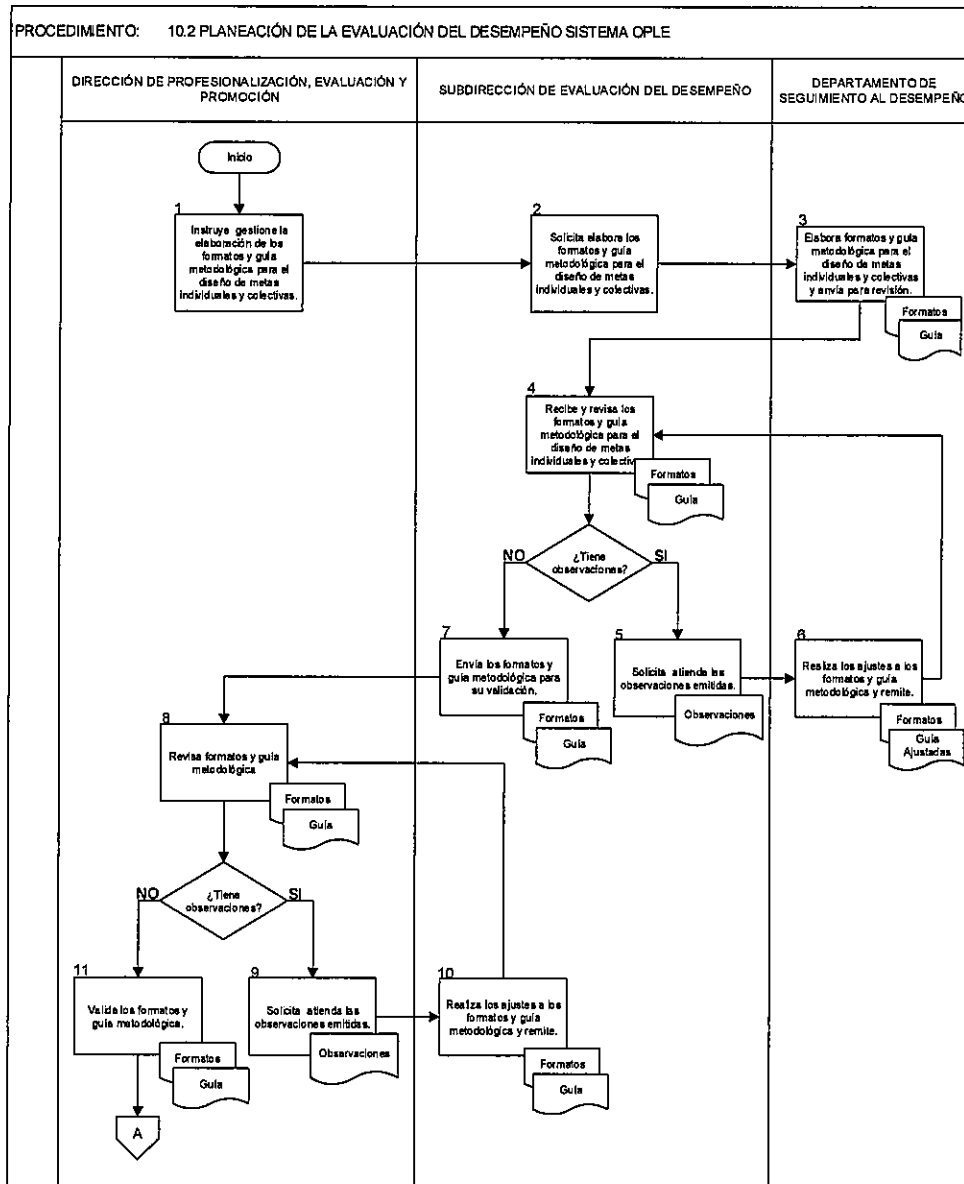 PROCEDIMIENTO: 10.2 PLANEACIÓN DE LA EVALUACIÓN DEL DESEMPEÑO SISTEMA OPLE
DIRECCIÓN DE PROFESIONALIZACIÓN, EVALUACIÓN Y
PROMOCIÓN
SUBDIRECCIÓN DE EVALUACIÓN DEL DESEMPEÑO
DEPARTAMENTO DE
SEGUIMIENTO AL DESEMPEÑO
Inicio
1
Instruye gestione la
elaboración de los
formatos y guía
metodológica para el
diseño de metas
individuales y colectivas.
2
Solicita elabore los
formatos y guía
metodológica para el
diseño de metas
individuales y colectivas.
3
Elabora formatos y guía
metodológica para el
diseño de metas
individuales y colectivas
y envía para revisión.
Formatos
Guía
4
Recibe y revisa los
formatos y guía
metodológica para el
diseño de metas
individuales y colectiv
Formatos
Guía
¿Tiene
observaciones?
NO
SI
7
Envía los formatos y
guía metodológica para
su validación.
Formatos
Guía
5
Solicita atienda las
observaciones emitidas.
Observaciones
6
Realiza los ajustes a los
formatos y guía
metodológica y remite.
Formatos
Guía
Ajustadas
8
Revisa formatos y guía
metodológica
Formatos
Guía
¿Tiene
observaciones?
NO
SI
11
Valida los formatos y
guía metodológica.
Formatos
Guía
9
Solicita atienda las
observaciones emitidas.
Observaciones
10
Realiza los ajustes a los
formatos y guía
metodológica y remite.
Formatos
Guía
A